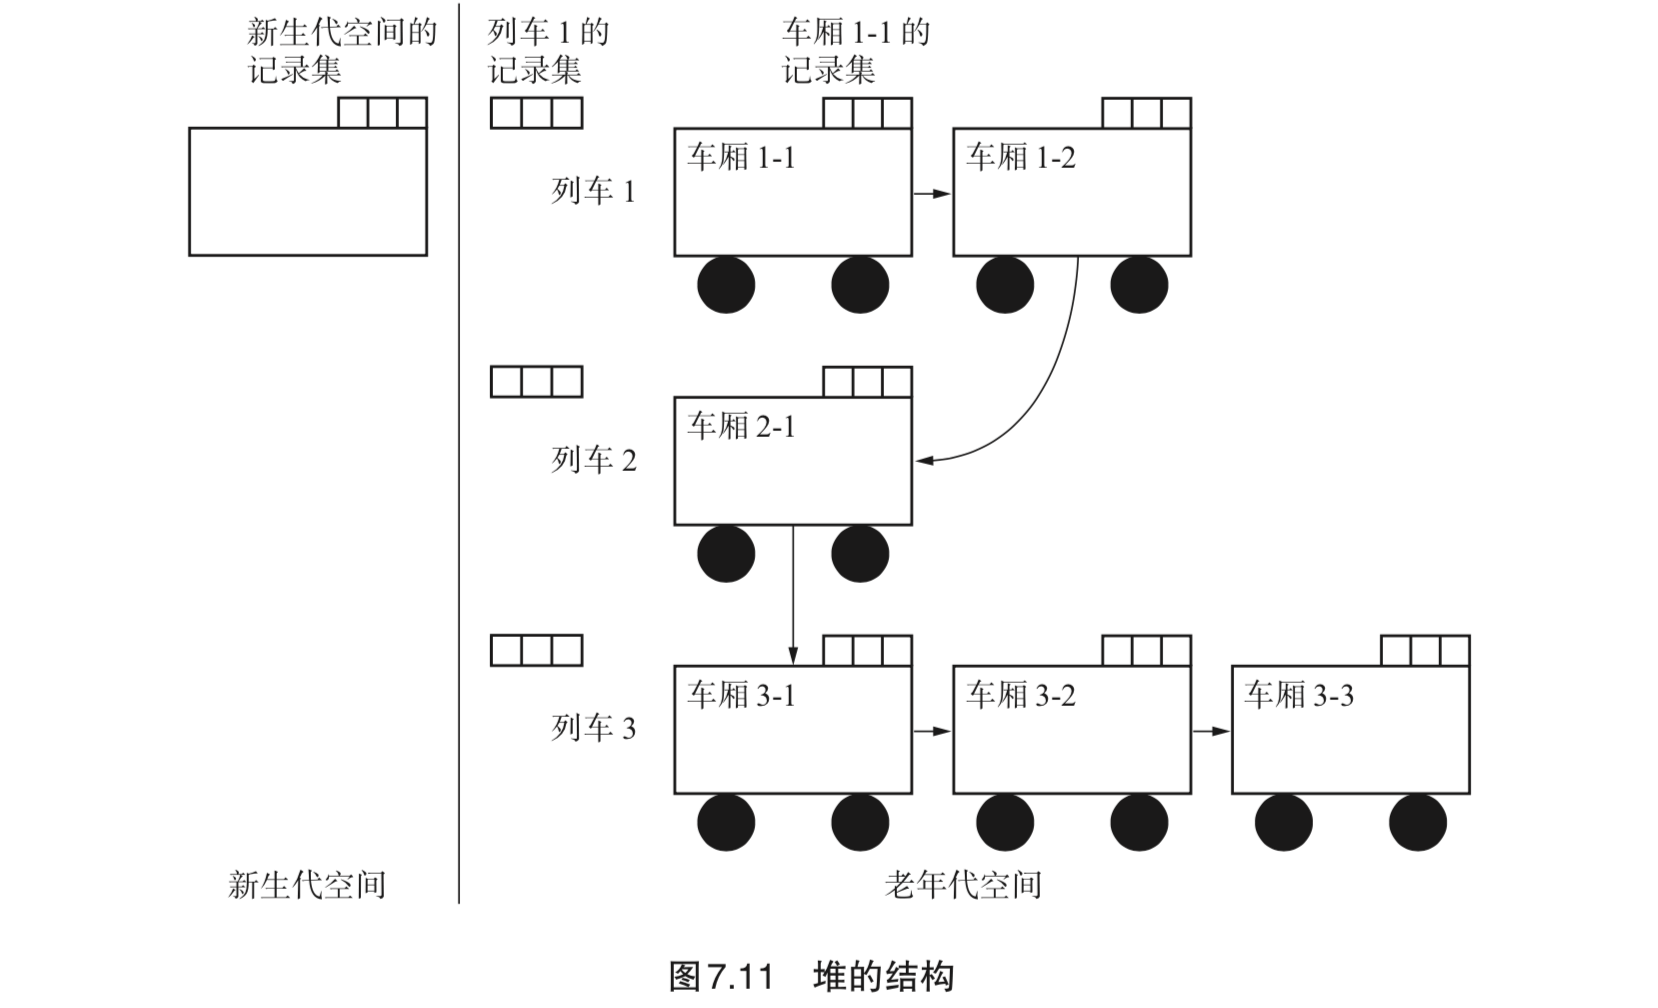 新生代空间的
记录集
列车 1 的
记录集
车厢 1-1 的
记录集
车厢 1-1
车厢 1-2
列车 1
车厢 2-1
列车 2
车厢 3-1
车厢 3-2
车厢 3-3
列车 3
新生代空间
老年代空间
图 7.11 堆的结构